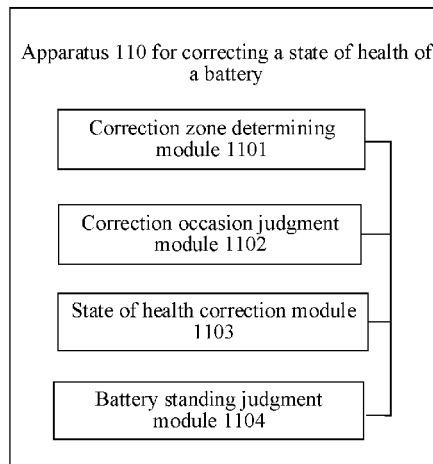 Apparatus 110 for correcting a state of health of
a battery
Correction zone determining
module 1101
Correction occasion judgment
module 1102
State of health correction module
1103
Battery standing judgment
module 1104